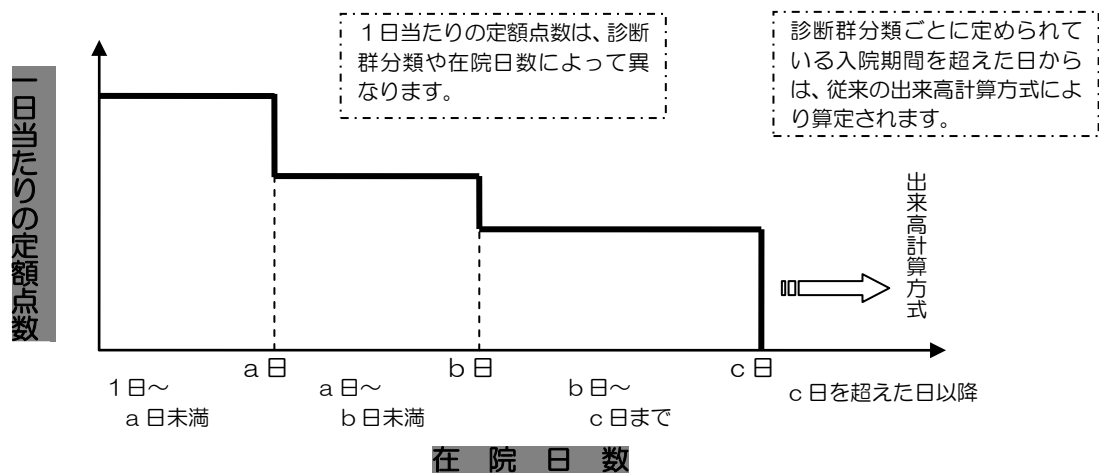 1日当たりの定額点数は、診断
群分類や在院日数によって異
なります。
診断群分類ごとに定められて
いる入院期間を超えた日から
は、従来の出来高計算方式によ
り算定されます。
一日当たりの定額点数
出来高計算方式
a日
b日
c日
1日～
a日未満
a日～
b日未満
b日～
c日まで
c日を超えた日以降
在 院 日 数